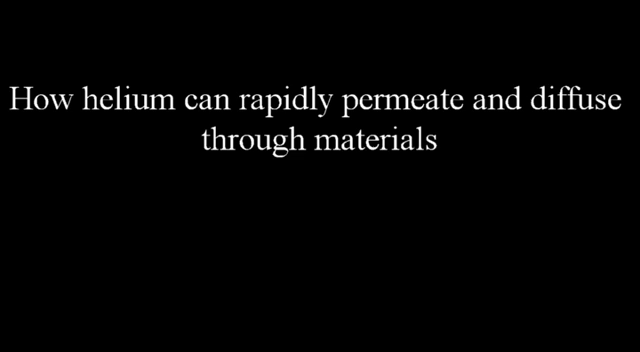 How helium can rapidly permeate and diffuse
through materials